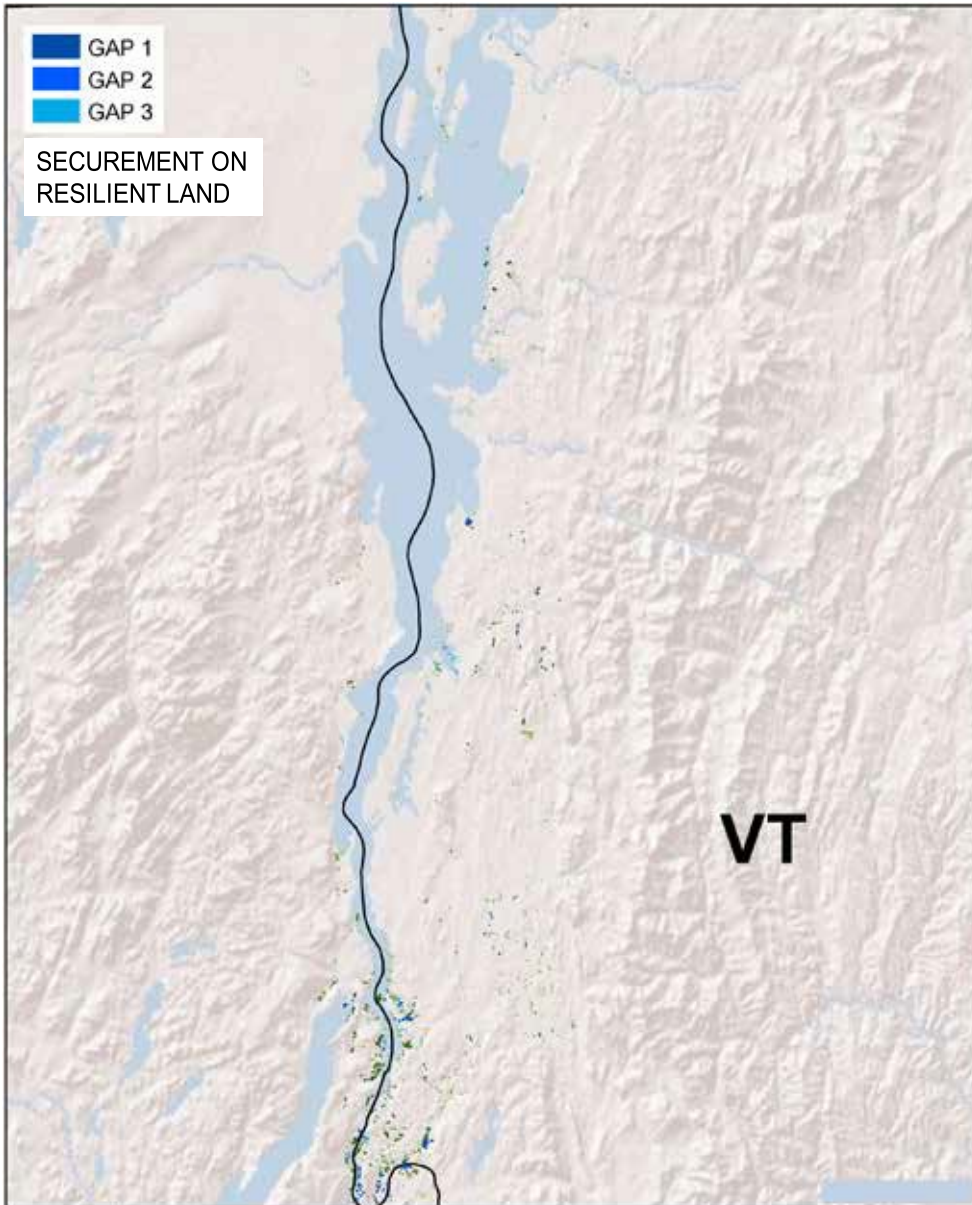 GAP 1
GAP 2
GAP 3
SECUREMENT ON
RESILIENT LAND
VT